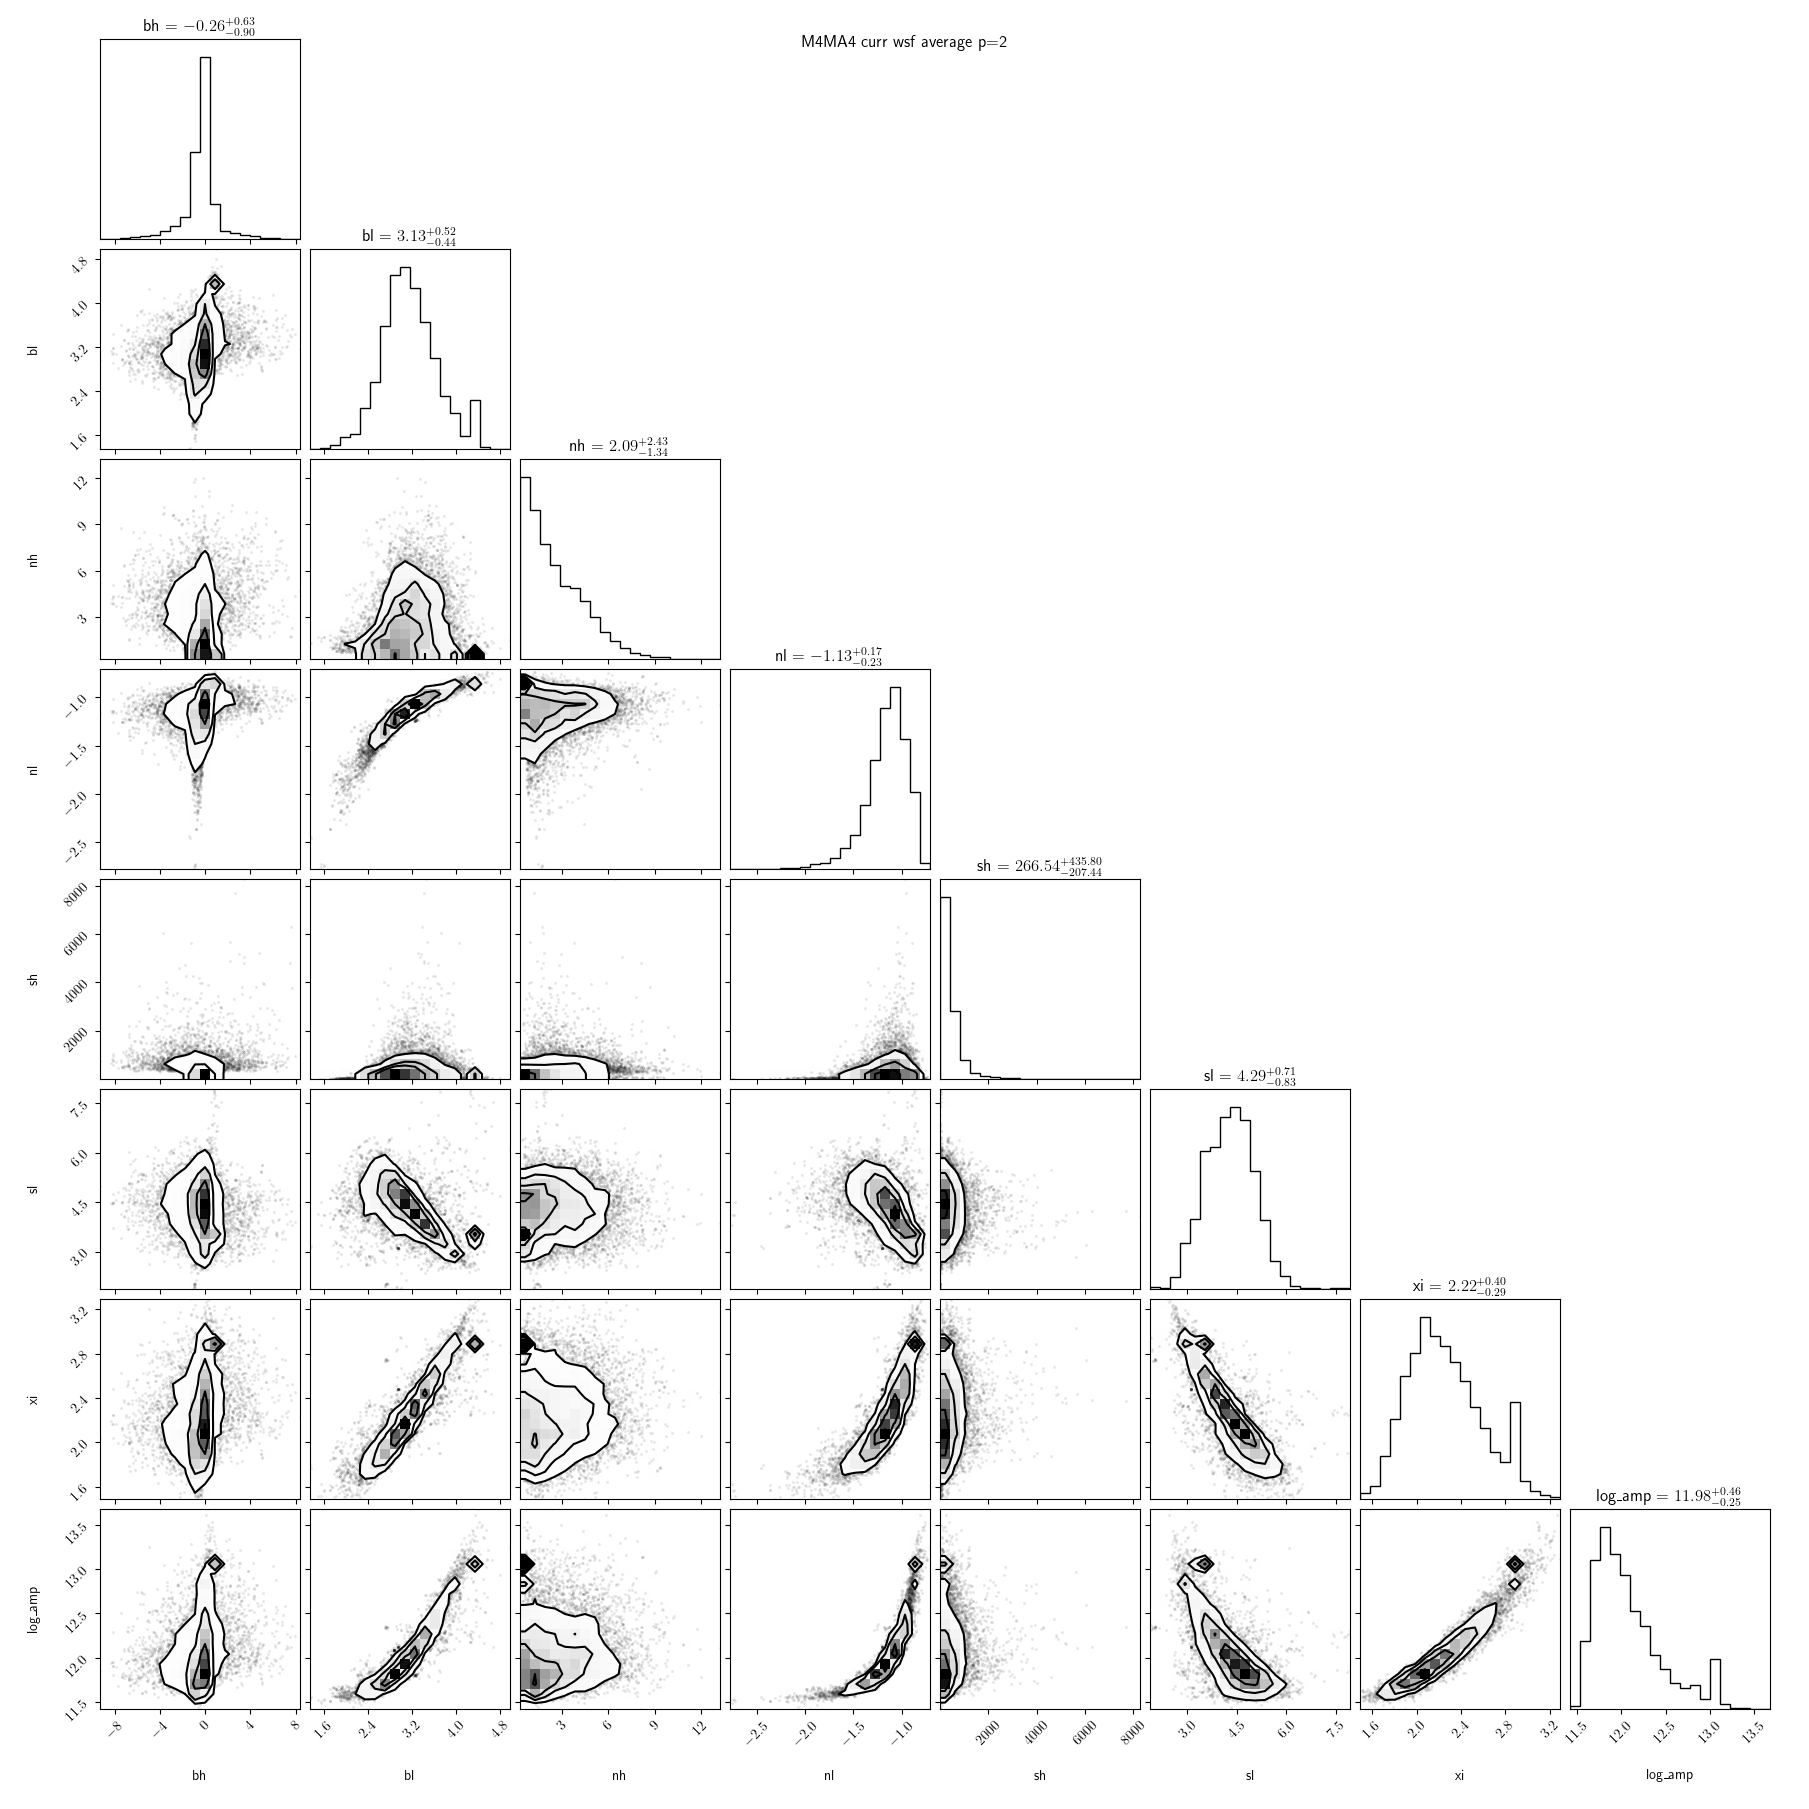 bh = −0.26+0.63−0.90
M4MA4 curr wsf average p=2
bl = 3.13+0.52−0.44
4.8
4.0
3.2
2.4
1.6
bl
nh = 2.09+2.43−1.34
12
9
6
3
nh
nl = −1.13+0.17−0.23
−1.0
−1.5
−2.0
−2.5
nl
sh = 266.54+435.80−207.44
8000
6000
4000
2000
sh
sl = 4.29+0.71−0.83
7.5
6.0
4.5
3.0
sl
xi = 2.22+0.40−0.29
3.2
2.8
2.4
2.0
1.6
xi
log_amp = 11.98+0.46−0.25
13.5
13.0
12.5
12.0
11.5
log_amp
−8 −4 0 4 8 1.6 2.4 3.2 4.0 4.8 3 6 9 12 −2.5 −2.0 −1.5 −1.0 2000 4000 6000 8000 3.0 4.5 6.0 7.5 1.6 2.0 2.4 2.8 3.2 11.5 12.0 12.5 13.0 13.5
bh bl nh nl sh sl xi log_amp